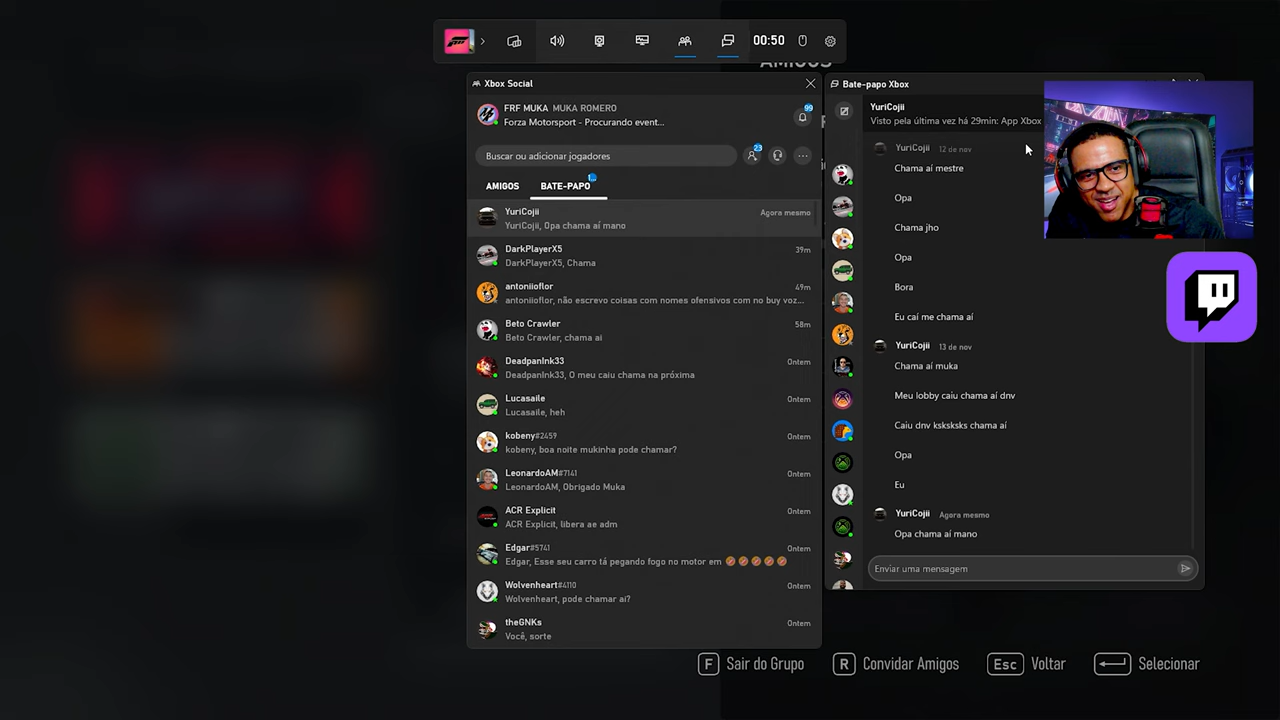 00:50
AMIGOS
Xbox Social
FRF MUKA MUKA ROMERO
Forza Motorsport - Procurando event...
99
Buscar ou adicionar jogadores
23
AMIGOS
BATE-PAPO
YuriCojii
Agora mesmo
YuriCojii, Opa chama aí mano
DarkPlayerX5
39m
DarkPlayerX5, Chama
antoniioflor
49m
antoniioflor, não escrevo coisas com nomes ofensivos com no buy voz...
Beto Crawler
58m
Beto Crawler, chama ai
DeadpanInk33
Ontem
DeadpanInk33, O meu caiu chama na próxima
Lucasaile
Ontem
Lucasaile, heh
kobeny#2459
Ontem
kobeny, boa noite mukinha pode chamar?
LeonardoAM#7141
Ontem
LeonardoAM, Obrigado Muka
ACR Explicit
Ontem
ACR Explicit, libera ae adm
Edgar#5741
Ontem
Edgar, Esse seu carro tá pegando fogo no motor em
Wolvenheart#4110
Ontem
Wolvenheart, pode chamar ai?
theGNKs
Ontem
Você, sorte
Bate-papo Xbox
YuriCojii
Visto pela última vez há 29min: App Xbox
YuriCojii 12 de nov
Chama aí mestre
Opa
Chama jho
Opa
Bora
Eu caí me chama aí
YuriCojii 13 de nov
Chama aí muka
Meu lobby caiu chama aí dnv
Caiu dnv ksksksks chama aí
Opa
Eu
YuriCojii Agora mesmo
Opa chama aí mano
Enviar uma mensagem
F Sair do Grupo
R Convidar Amigos
Esc Voltar
Selecionar